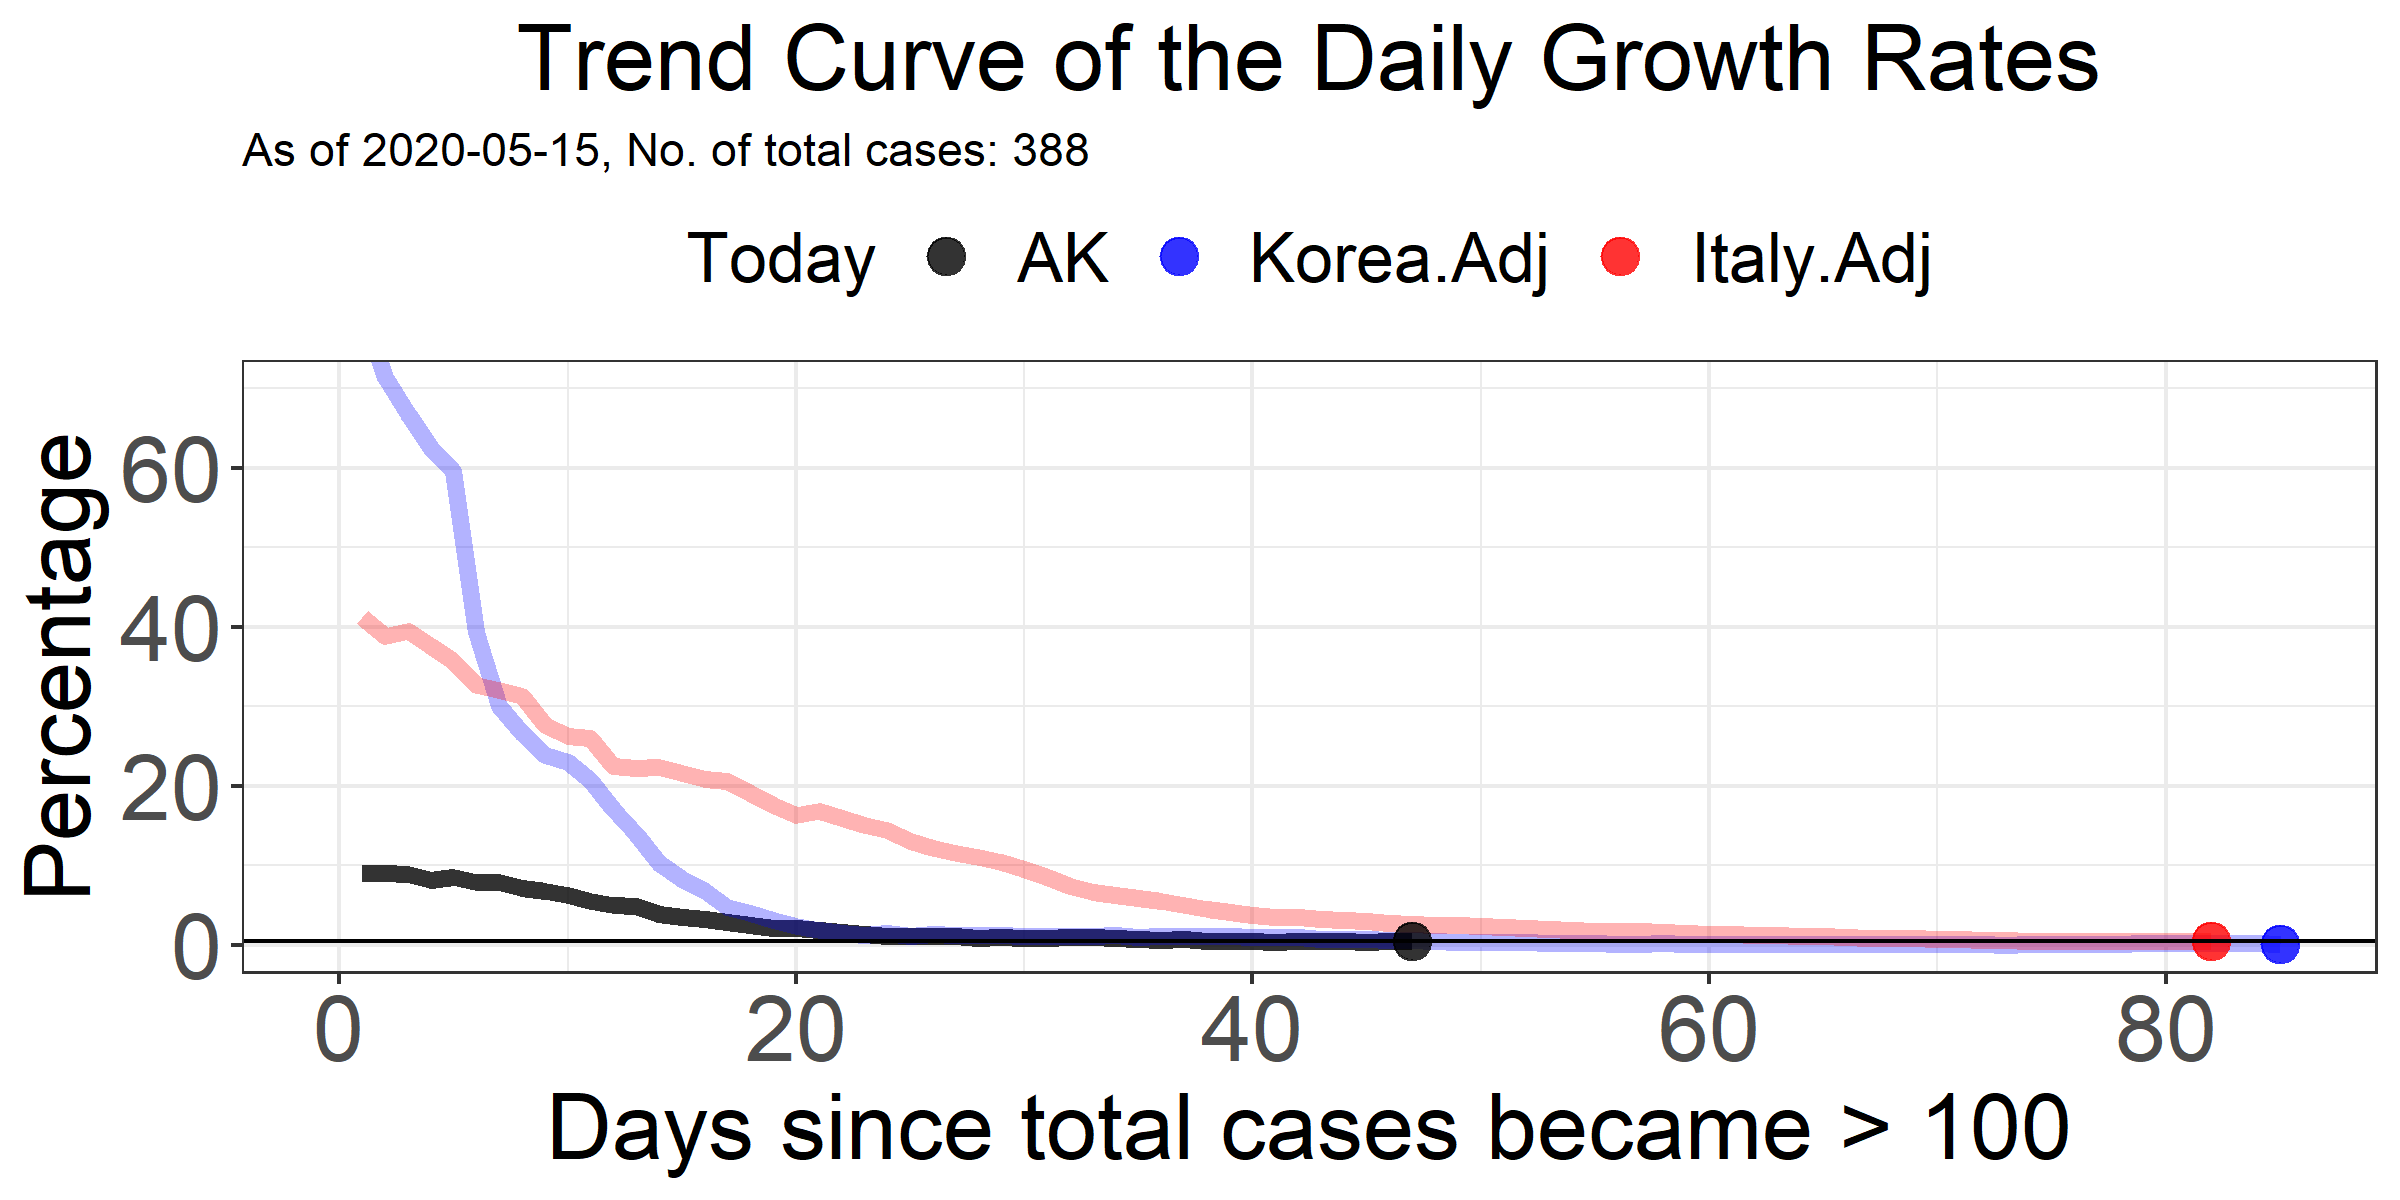 Trend Curve of the Daily Growth Rates
As of 2020-05-15, No. of total cases: 388
Today AK Korea.Adj Italy.Adj
Percentage
60
40
20
0
0 20 40 60 80
Days since total cases became > 100